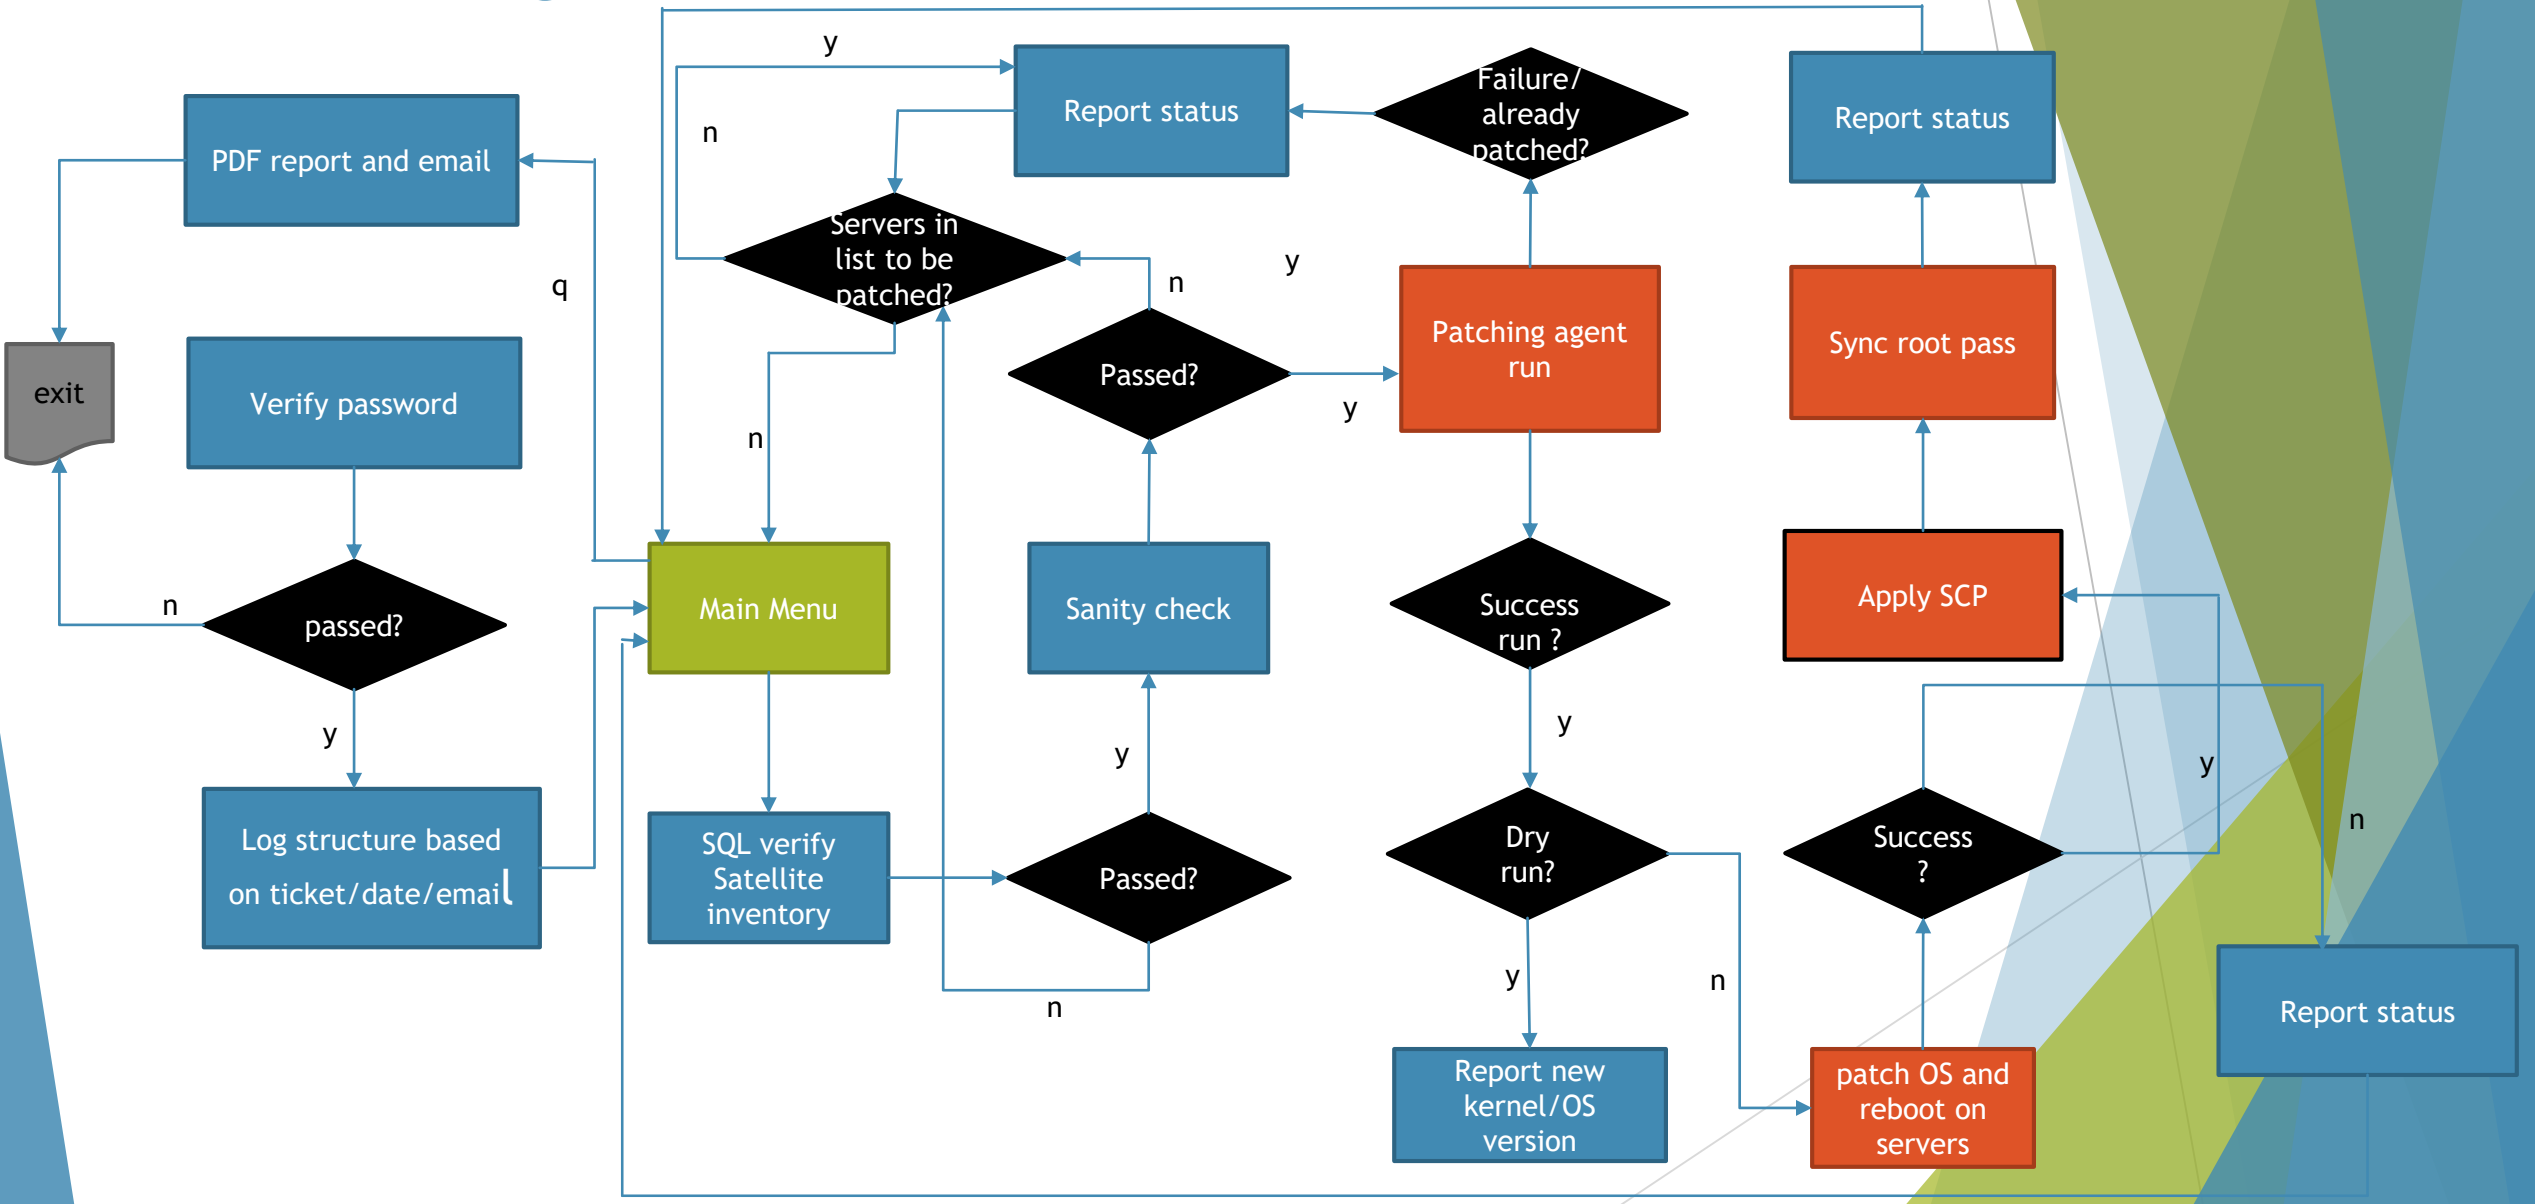 y
Report status
Failure/
already
patched?
Report status
PDF report and email
n
Servers in
list to be
patched?
q
n
y
Patching agent
run
Sync root pass
exit
Verify password
Passed?
y
n
n
passed?
Main Menu
Sanity check
Success
run ?
Apply SCP
y
y
y
y
n
Log structure based
on ticket/date/email
SQL verify
Satellite
inventory
Passed?
Dry
run?
Success
?
n
y
n
Report new
kernel/OS
version
patch OS and
reboot on
servers
Report status